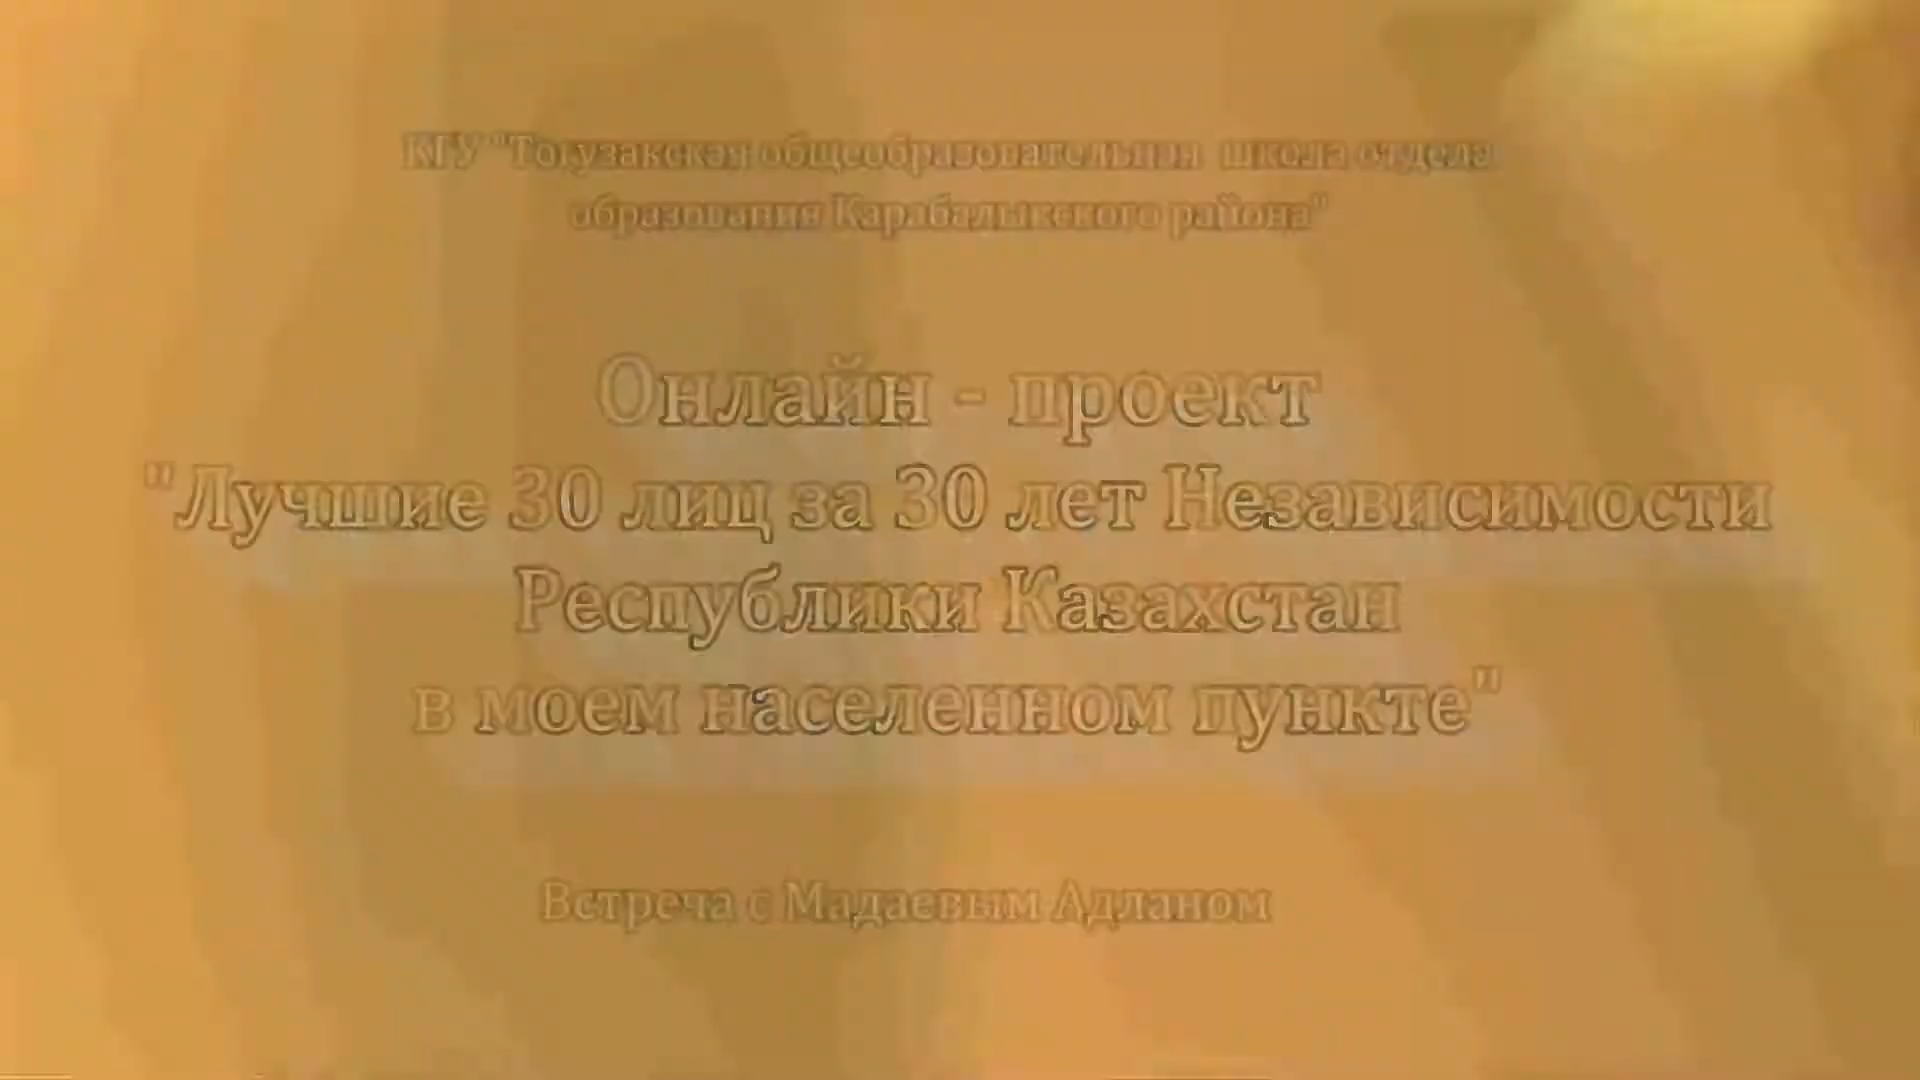 КГУ "Тогузакская общеобразовательная школа отдела
образования Карабалыкского района"
Онлайн - проект
"Лучшие 30 лиц за 30 лет Независимости
Республики Казахстан
в моем населенном пункте"
Встреча с Мадаевым Адланом